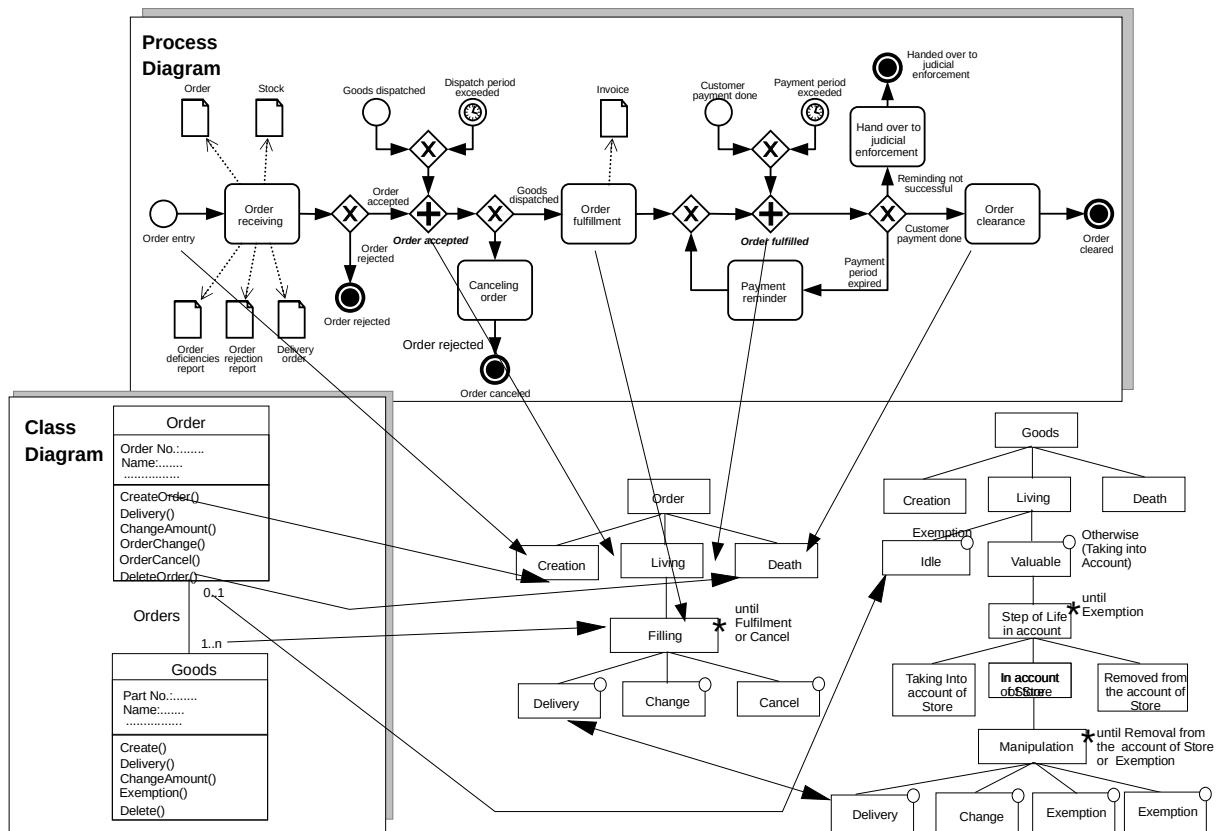 Process
Diagram
Order
Stock
Goods dispatched
Dispatch period
exceeded
Invoice
Customer
payment done
Payment period
exceeded
Handed over to
judicial
enforcement
Hand over to
judicial
enforcement
Reminding not
successful
Order entry
Order
receiving
Order
accepted
Order
rejected
Order rejected
Order accepted
Goods
dispatched
Canceling
order
Order rejected
Order canceled
Order
fulfillment
Order fulfilled
Payment
reminder
Payment
period
expired
Customer
payment done
Order
clearance
Order
cleared
Order
deficiencies
report
Order
rejection
report
Delivery
order
Class
Diagram
Order
Order No.:.......
Name:.......
................
CreateOrder()
Delivery()
ChangeAmount()
OrderChange()
OrderCancel()
DeleteOrder()
0..1
Orders
1..n
Goods
Part No.:.......
Name:.......
................
Create()
Delivery()
ChangeAmount()
Exemption()
Delete()
Order
Creation
Living
Death
Filling
*
until
Fulfilment
or Cancel
Delivery
Change
Cancel
Goods
Creation
Living
Death
Exemption
Idle
Valuable
Otherwise
(Taking into
Account)
Step of Life
in account
*
until
Exemption
Taking Into
account of
Store
In account
of Store
Removed from
the account of
Store
Manipulation
*
until Removal from
the account of Store
or Exemption
Delivery
Change
Exemption
Exemption